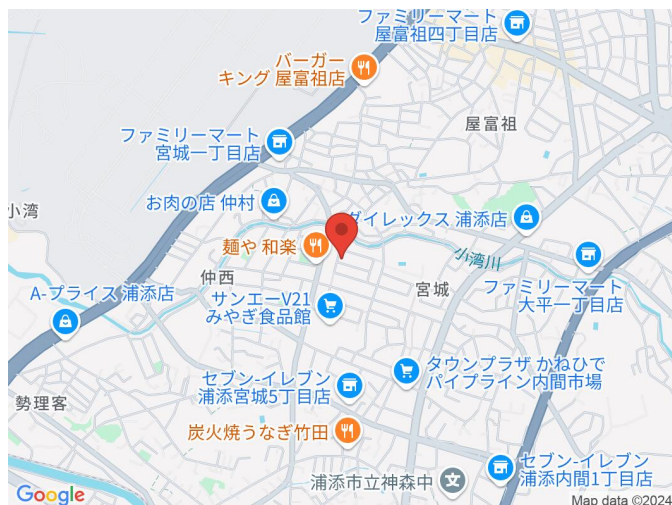 ファミリーマート
屋富祖四丁目店
バーガー
キング 屋富祖店
屋富祖
ファミリーマート
宮城一丁目店
お肉の店 仲村
ダイレックス 浦添店
小湾
麺や 和楽
小湾川
仲西
宮城
ファミリーマート
大平一丁目店
A-プライス 浦添店
サンエーV21
みやぎ食品館
タウンプラザ かねひで
パイプライン内間市場
セブン-イレブン
浦添宮城5丁目店
勢理客
炭火焼うなぎ竹田
セブン-イレブン
浦添内間1丁目店
浦添市立神森中
Google
Map data ©2024